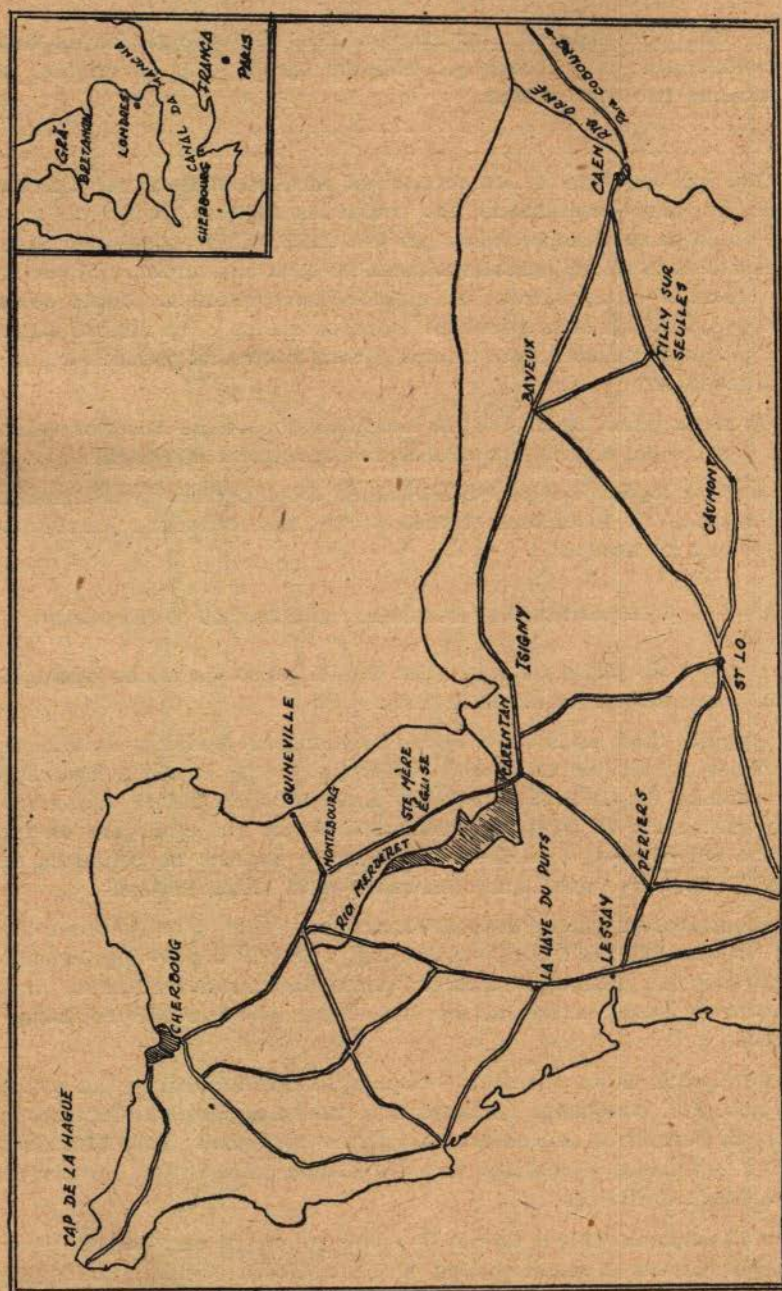 GRÃ-
BRETANHA
LONDRES
CANAL DA
MANCHA
CHERBOURG
FRANÇA
PARIS
CAP DE LA HAGUE
CHERBOUG
QUINEVILLE
MONTEBOURG
STE MÈRE
ÉGLISE
RIO MERDERET
CARENTAN
ISIGNY
LA HAYE DU PUITS
LESSAY
PERIERS
ST LO
BAYEUX
CAUMONT
TILLY SUR
SEULLES
CAEN
RIO ORNE
PARA COBOURG